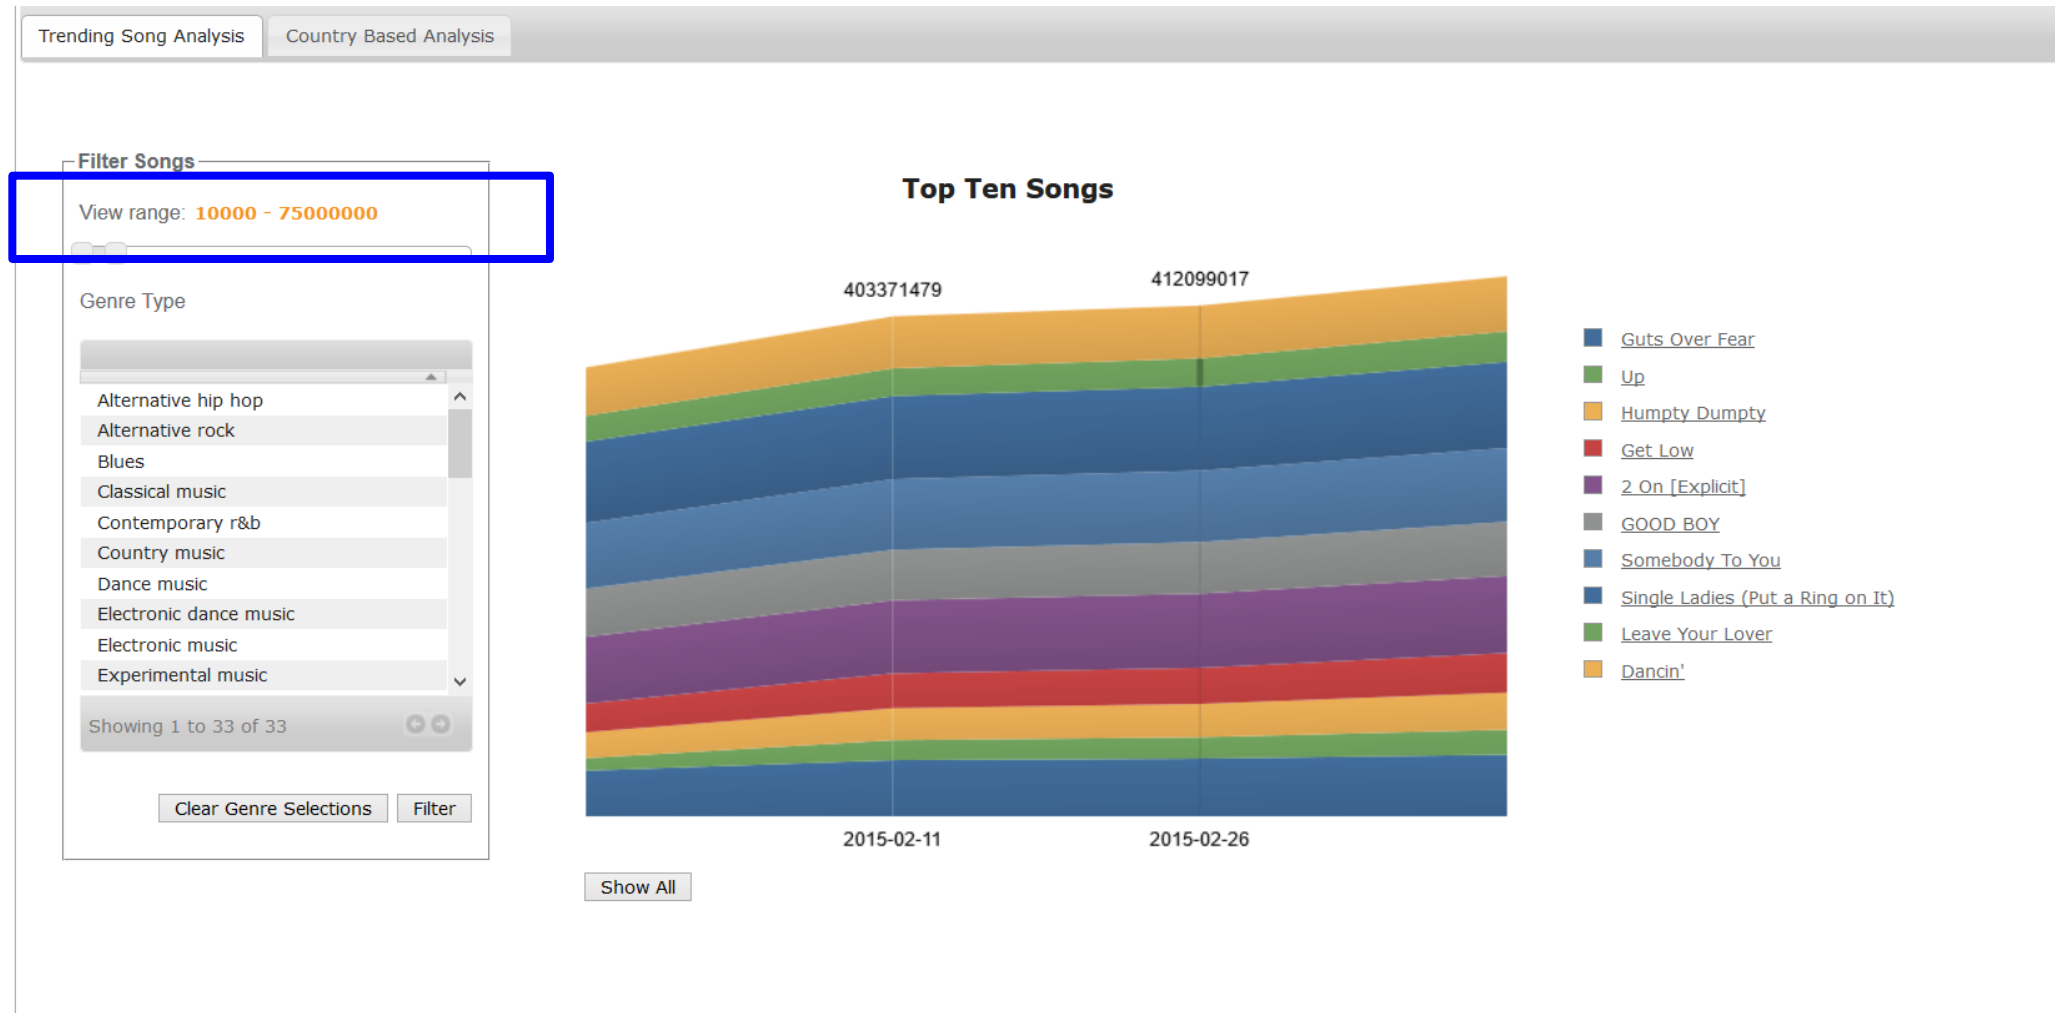 Trending Song Analysis
Country Based Analysis
Filter Songs
View range: 10000 - 75000000
Genre Type
Alternative hip hop
Alternative rock
Blues
Classical music
Contemporary r&b
Country music
Dance music
Electronic dance music
Electronic music
Experimental music
Showing 1 to 33 of 33
Clear Genre Selections
Filter
Top Ten Songs
403371479
412099017
2015-02-11
2015-02-26
Show All
Guts Over Fear
Up
Humpty Dumpty
Get Low
2 On [Explicit]
GOOD BOY
Somebody To You
Single Ladies (Put a Ring on It)
Leave Your Lover
Dancin'